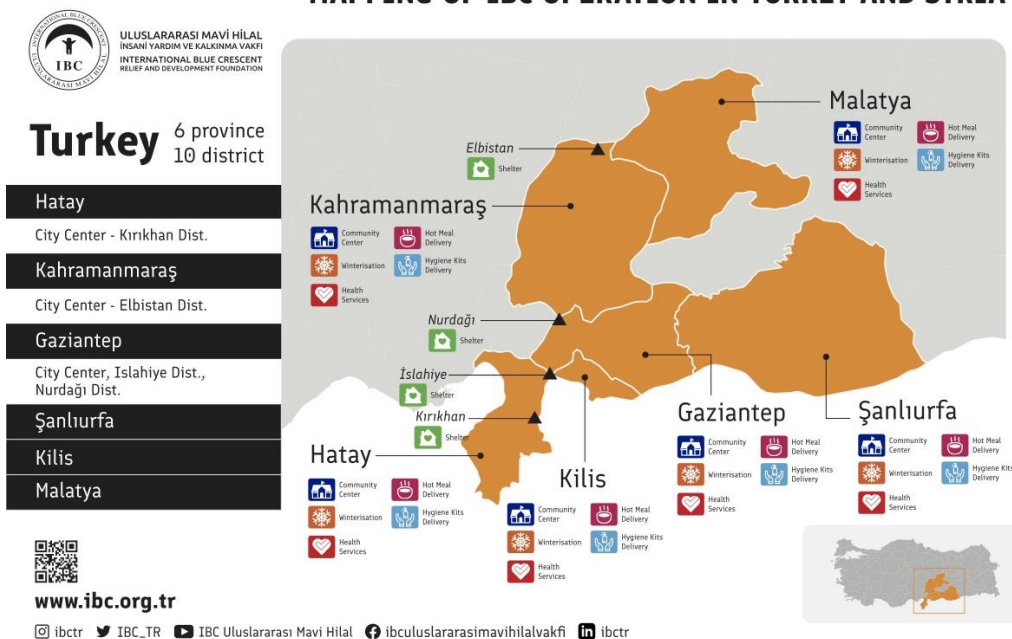 MAPPING OF IBC OPERATION IN TURKEY AND SYRIA
INTERNATIONAL BLUE CRESCENT
IBC
ULUSLARARASI MAVİ HİLAL
ULUSLARARASI MAVİ HİLAL
İNSANİ YARDIM VE KALKINMA VAKFI
INTERNATIONAL BLUE CRESCENT
RELIEF AND DEVELOPMENT FOUNDATION
Turkey
6 province
10 district
Hatay
City Center - Kırıkhan Dist.
Kahramanmaraş
City Center - Elbistan Dist.
Gaziantep
City Center, Islahiye Dist.,
Nurdağı Dist.
Şanlıurfa
Kilis
Malatya
www.ibc.org.tr
ibctr IBC_TR IBC Uluslararası Mavi Hilal ibculuslararasimavihilalvakfi ibctr
Malatya
Community
Center
Hot Meal
Delivery
Winterisation
Hygiene Kits
Delivery
Health
Services
Elbistan
Shelter
Kahramanmaraş
Community
Center
Hot Meal
Delivery
Winterisation
Hygiene Kits
Delivery
Health
Services
Nurdağı
Shelter
İslahiye
Shelter
Kırıkhan
Shelter
Hatay
Community
Center
Hot Meal
Delivery
Winterisation
Hygiene Kits
Delivery
Health
Services
Kilis
Community
Center
Hot Meal
Delivery
Winterisation
Hygiene Kits
Delivery
Health
Services
Gaziantep
Community
Center
Hot Meal
Delivery
Winterisation
Hygiene Kits
Delivery
Health
Services
Şanlıurfa
Community
Center
Hot Meal
Delivery
Winterisation
Hygiene Kits
Delivery
Health
Services